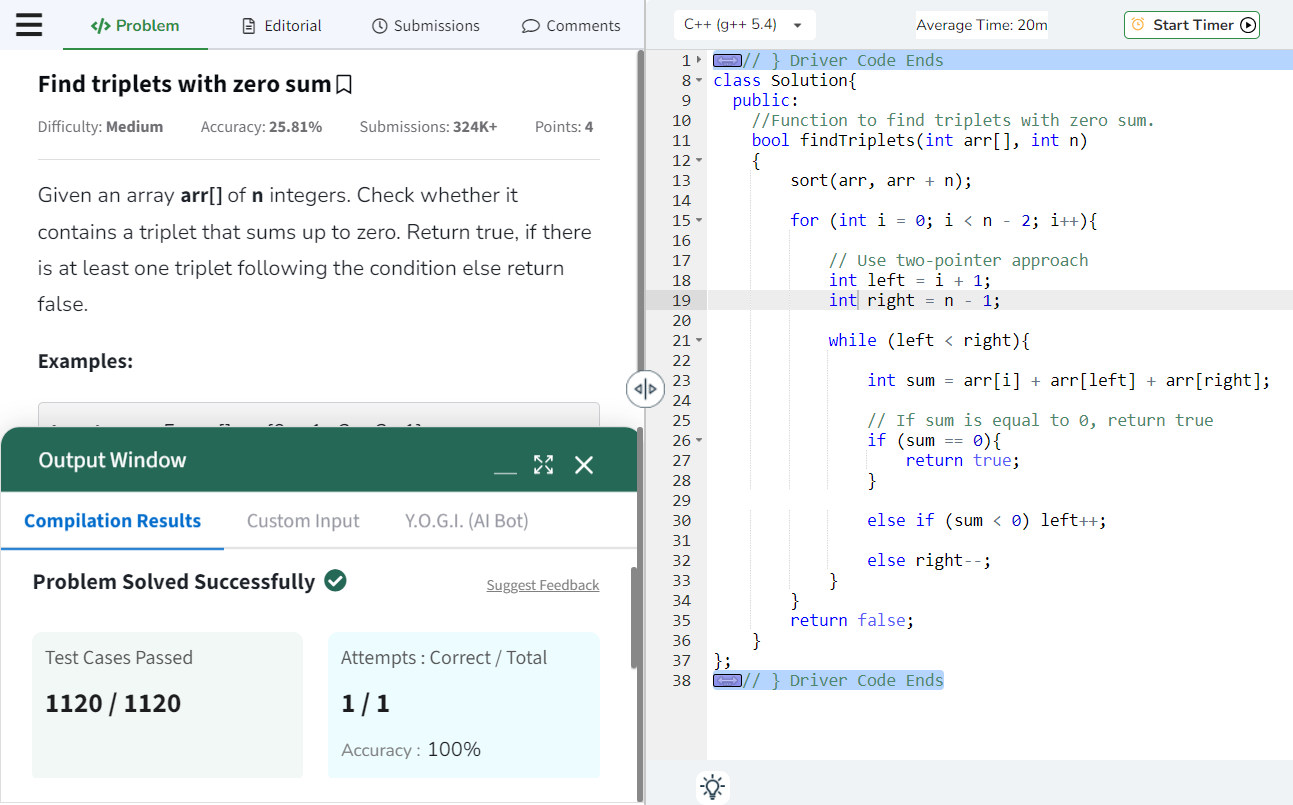 Problem
Editorial
Submissions
Comments
Find triplets with zero sum
Difficulty: Medium Accuracy: 25.81% Submissions: 324K+ Points: 4
Given an array arr[] of n integers. Check whether it
contains a triplet that sums up to zero. Return true, if there
is at least one triplet following the condition else return
false.
Examples:
Output Window
Compilation Results
Custom Input
Y.O.G.I. (AI Bot)
Problem Solved Successfully
Suggest Feedback
Test Cases Passed
1120 / 1120
Attempts : Correct / Total
1 / 1
Accuracy : 100%
C++ (g++ 5.4)
Average Time: 20m
Start Timer
1 // } Driver Code Ends
8 class Solution{
9 public:
10 //Function to find triplets with zero sum.
11 bool findTriplets(int arr[], int n)
12 {
13 sort(arr, arr + n);
14
15 for (int i = 0; i < n - 2; i++){
16
17 // Use two-pointer approach
18 int left = i + 1;
19 int right = n - 1;
20
21 while (left < right){
22
23 int sum = arr[i] + arr[left] + arr[right];
24
25 // If sum is equal to 0, return true
26 if (sum == 0){
27 return true;
28 }
29
30 else if (sum < 0) left++;
31
32 else right--;
33 }
34 }
35 return false;
36 }
37 };
38 // } Driver Code Ends